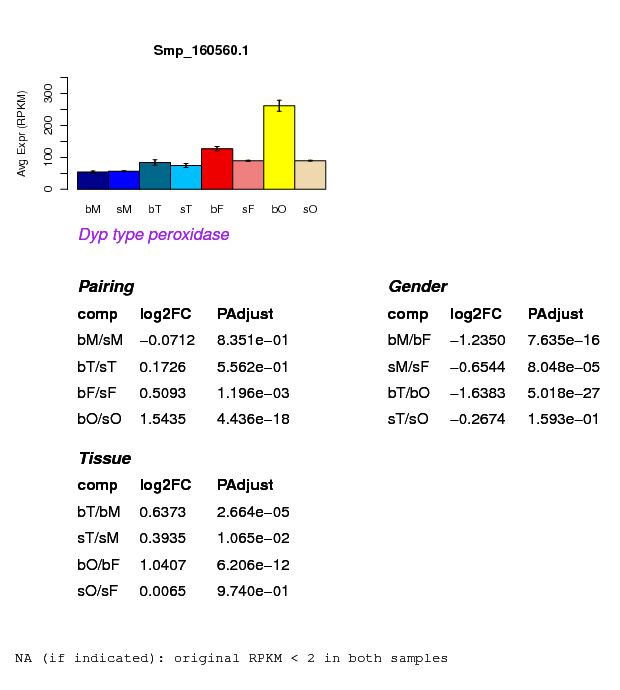 Smp_160560.1
Avg Expr (RPKM)
0 100 200 300
bM sM bT sT bF sF bO sO
Dyp type peroxidase
Pairing
comp log2FC PAdjust
bM/sM −0.0712 8.351e−01
bT/sT 0.1726 5.562e−01
bF/sF 0.5093 1.196e−03
bO/sO 1.5435 4.436e−18
Gender
comp log2FC PAdjust
bM/bF −1.2350 7.635e−16
sM/sF −0.6544 8.048e−05
bT/bO −1.6383 5.018e−27
sT/sO −0.2674 1.593e−01
Tissue
comp log2FC PAdjust
bT/bM 0.6373 2.664e−05
sT/sM 0.3935 1.065e−02
bO/bF 1.0407 6.206e−12
sO/sF 0.0065 9.740e−01
NA (if indicated): original RPKM < 2 in both samples